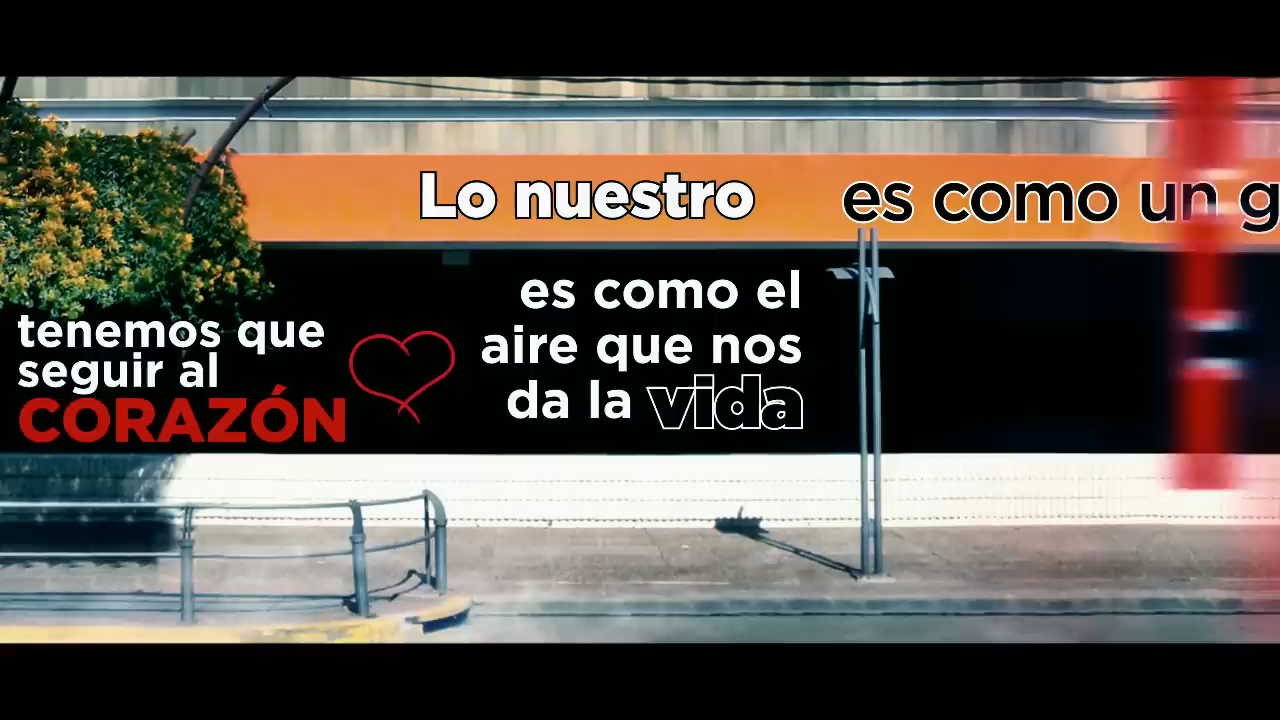 Lo nuestro
es como un g
tenemos que
seguir al
CORAZÓN
es como el
aire que nos
da la vida